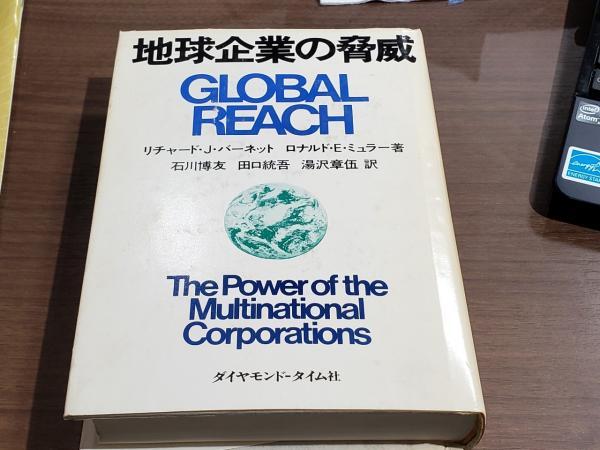 地球企業の脅威
GLOBAL
REACH
リチャード・J・バーネット ロナルド・E・ミュラー著
石川博友 田口統吾 湯沢章伍 訳
The Power of the
Multinational
Corporations
ダイヤモンド-タイム社
intel
Atom
ENERGY STAR